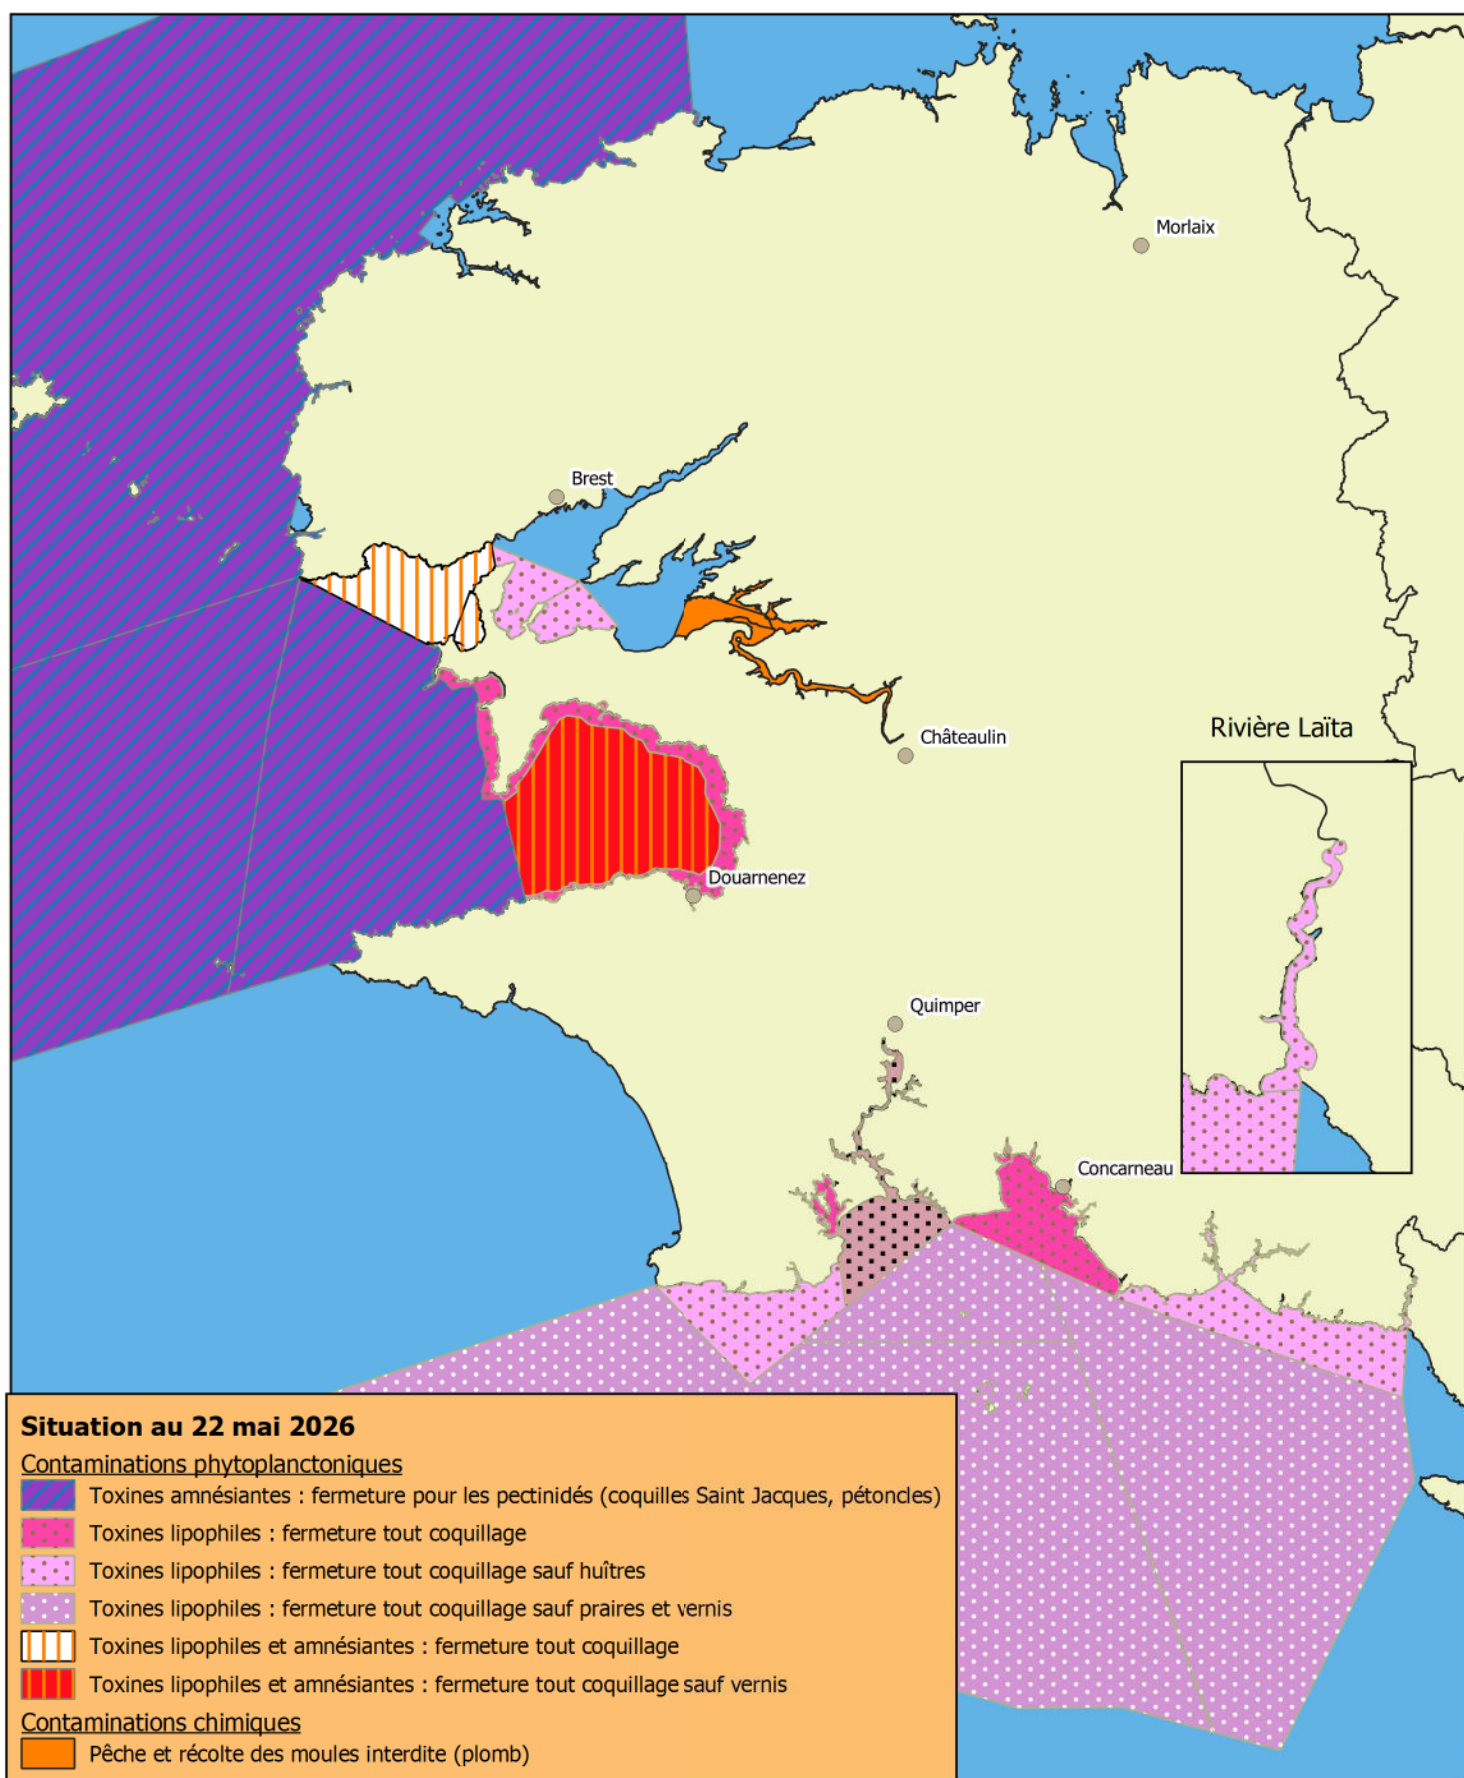 Morlaix
Brest
Châteaulin
Rivière Laïta
Douarnenez
Quimper
Concarneau
Situation au 22 mai 2026
Contaminations phytoplanctoniques
Toxines amnésiantes : fermeture pour les pectinidés (coquilles Saint Jacques, pétoncles)
Toxines lipophiles : fermeture tout coquillage
Toxines lipophiles : fermeture tout coquillage sauf huîtres
Toxines lipophiles : fermeture tout coquillage sauf praires et vernis
Toxines lipophiles et amnésiantes : fermeture tout coquillage
Toxines lipophiles et amnésiantes : fermeture tout coquillage sauf vernis
Contaminations chimiques
Pêche et récolte des moules interdite (plomb)